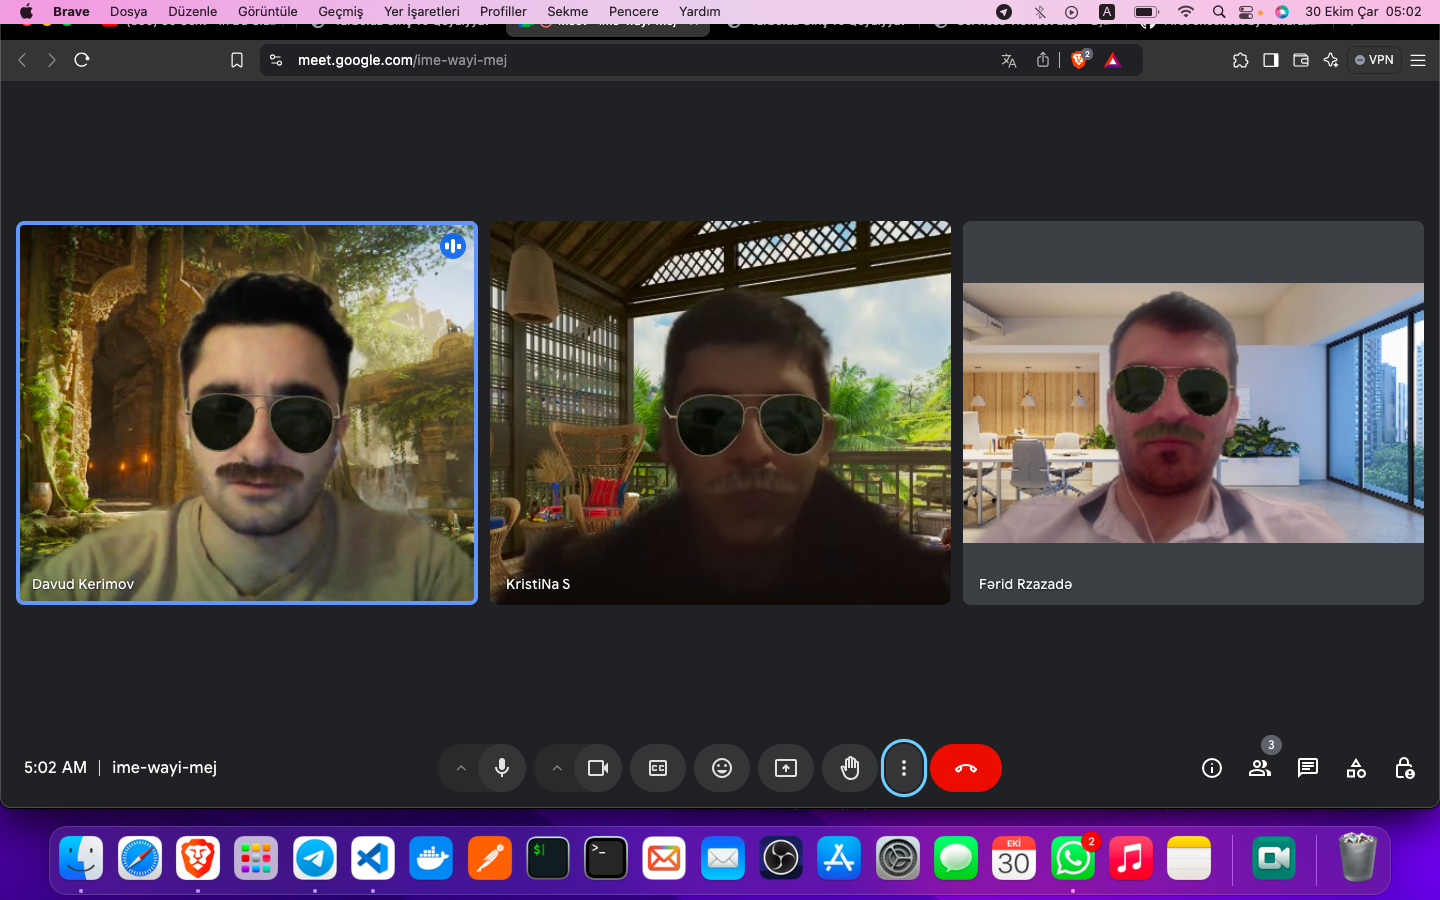 Brave Dosya Düzenle Görüntüle Geçmiş Yer İşaretleri Profiller Sekme Pencere Yardım A 30 Ekim Çar 05:02
meet.google.com/ime-wayi-mej 2 VPN
Davud Kerimov
KristiNa S
Fərid Rzazadə
3
5:02 AM | ime-wayi-mej CC
$|
>_
EKİ
30
2